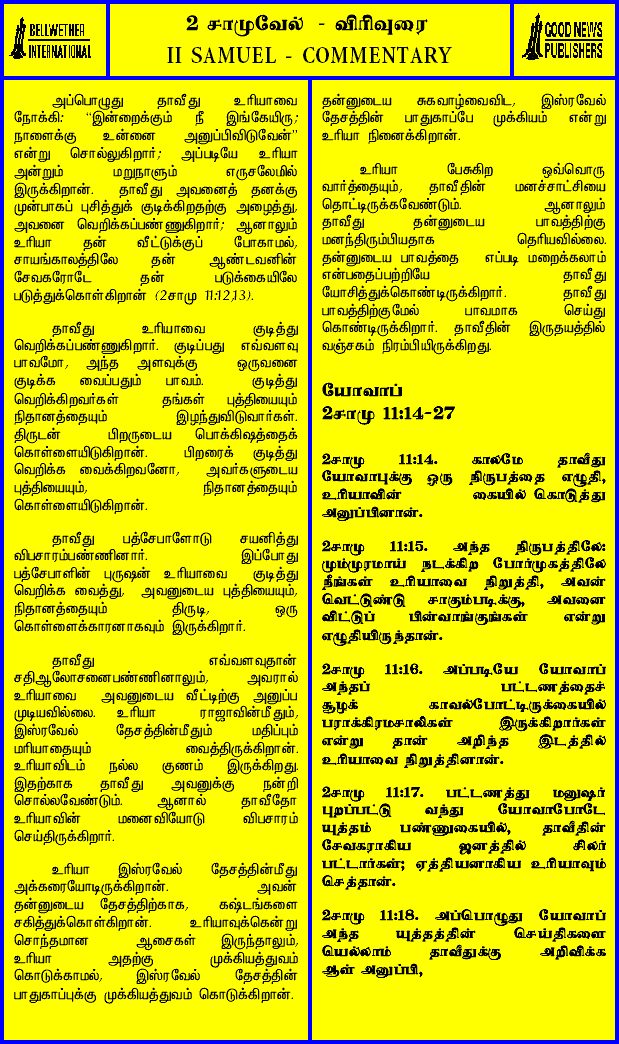 BELLWETHER
INTERNATIONAL
2 சாமுவேல் - விரிவுரை
II SAMUEL - COMMENTARY
GOOD NEWS
PUBLISHERS
அப்பொழுது தாவீது உரியாவை
நோக்கி: “இன்றைக்கும் நீ இங்கேயிரு;
நாளைக்கு உன்னை அனுப்பிவிடுவேன்”
என்று சொல்லுகிறார்; அப்படியே உரியா
அன்றும் மறுநாளும் எருசலேமில்
இருக்கிறான். தாவீது அவனைத் தனக்கு
முன்பாகப் புசித்துக் குடிக்கிறதற்கு அழைத்து,
அவனை வெறிக்கப்பண்ணுகிறார்; ஆனாலும்
உரியா தன் வீட்டுக்குப் போகாமல்,
சாயங்காலத்திலே தன் ஆண்டவனின்
சேவகரோடே தன் படுக்கையிலே
படுத்துக்கொள்கிறான் (2சாமு 11:12,13).
தாவீது உரியாவை குடித்து
வெறிக்கப்பண்ணுகிறார். குடிப்பது எவ்வளவு
பாவமோ, அந்த அளவுக்கு ஒருவனை
குடிக்க வைப்பதும் பாவம். குடித்து
வெறிக்கிறவர்கள் தங்கள் புத்தியையும்
நிதானத்தையும் இழந்துவிடுவார்கள்.
திருடன் பிறருடைய பொக்கிஷத்தைக்
கொள்ளையிடுகிறான். பிறரைக் குடித்து
வெறிக்க வைக்கிறவனோ, அவர்களுடைய
புத்தியையும், நிதானத்தையும்
கொள்ளையிடுகிறான்.
தாவீது பத்சேபாளோடு சயனித்து
விபசாரம்பண்ணினார். இப்போது
பத்சேபாளின் புருஷன் உரியாவை குடித்து
வெறிக்க வைத்து, அவனுடைய புத்தியையும்,
நிதானத்தையும் திருடி, ஒரு
கொள்ளைக்காரனாகவும் இருக்கிறார்.
தாவீது எவ்வளவுதான்
சதிஆலோசனைபண்ணினாலும், அவரால்
உரியாவை அவனுடைய வீட்டிற்கு அனுப்ப
முடியவில்லை. உரியா ராஜாவின்மீதும்,
இஸ்ரவேல் தேசத்தின்மீதும் மதிப்பும்
மரியாதையும் வைத்திருக்கிறான்.
உரியாவிடம் நல்ல குணம் இருக்கிறது.
இதற்காக தாவீது அவனுக்கு நன்றி
சொல்லவேண்டும். ஆனால் தாவீதோ
உரியாவின் மனைவியோடு விபசாரம்
செய்திருக்கிறார்.
உரியா இஸ்ரவேல் தேசத்தின்மீது
அக்கரையோடிருக்கிறான். அவன்
தன்னுடைய தேசத்திற்காக, கஷ்டங்களை
சகித்துக்கொள்கிறான். உரியாவுக்கென்று
சொந்தமான ஆசைகள் இருந்தாலும்,
உரியா அதற்கு முக்கியத்துவம்
கொடுக்காமல், இஸ்ரவேல் தேசத்தின்
பாதுகாப்புக்கு முக்கியத்துவம் கொடுக்கிறான்.
தன்னுடைய சுகவாழ்வைவிட, இஸ்ரவேல்
தேசத்தின் பாதுகாப்பே முக்கியம் என்று
உரியா நினைக்கிறான்.
உரியா பேசுகிற ஒவ்வொரு
வார்த்தையும், தாவீதின் மனச்சாட்சியை
தொட்டிருக்கவேண்டும். ஆனாலும்
தாவீது தன்னுடைய பாவத்திற்கு
மனந்திரும்பியதாக தெரியவில்லை.
தன்னுடைய பாவத்தை எப்படி மறைக்கலாம்
என்பதைப்பற்றியே தாவீது
யோசித்துக்கொண்டிருக்கிறார். தாவீது
பாவத்திற்குமேல் பாவமாக செய்து
கொண்டிருக்கிறார். தாவீதின் இருதயத்தில்
வஞ்சகம் நிரம்பியிருக்கிறது.
யோவாப்
2சாமு 11:14-27
2சாமு 11:14. காலமே தாவீது
யோவாபுக்கு ஒரு நிருபத்தை எழுதி,
உரியாவின் கையில் கொடுத்து
அனுப்பினான்.
2சாமு 11:15. அந்த நிருபத்திலே:
மும்முரமாய் நடக்கிற போர்முகத்திலே
நீங்கள் உரியாவை நிறுத்தி, அவன்
வெட்டுண்டு சாகும்படிக்கு, அவனை
விட்டுப் பின்வாங்குங்கள் என்று
எழுதியிருந்தான்.
2சாமு 11:16. அப்படியே யோவாப்
அந்தப் பட்டணத்தைச்
சூழக் காவல்போட்டிருக்கையில்
பராக்கிரமசாலிகள் இருக்கிறார்கள்
என்று தான் அறிந்த இடத்தில்
உரியாவை நிறுத்தினான்.
2சாமு 11:17. பட்டணத்து மனுஷர்
புறப்பட்டு வந்து யோவாபோடே
யுத்தம் பண்ணுகையில், தாவீதின்
சேவகராகிய ஜனத்தில் சிலர்
பட்டார்கள்; ஏத்தியனாகிய உரியாவும்
செத்தான்.
2சாமு 11:18. அப்பொழுது யோவாப்
அந்த யுத்தத்தின் செய்திகளை
யெல்லாம் தாவீதுக்கு அறிவிக்க
ஆள் அனுப்பி,